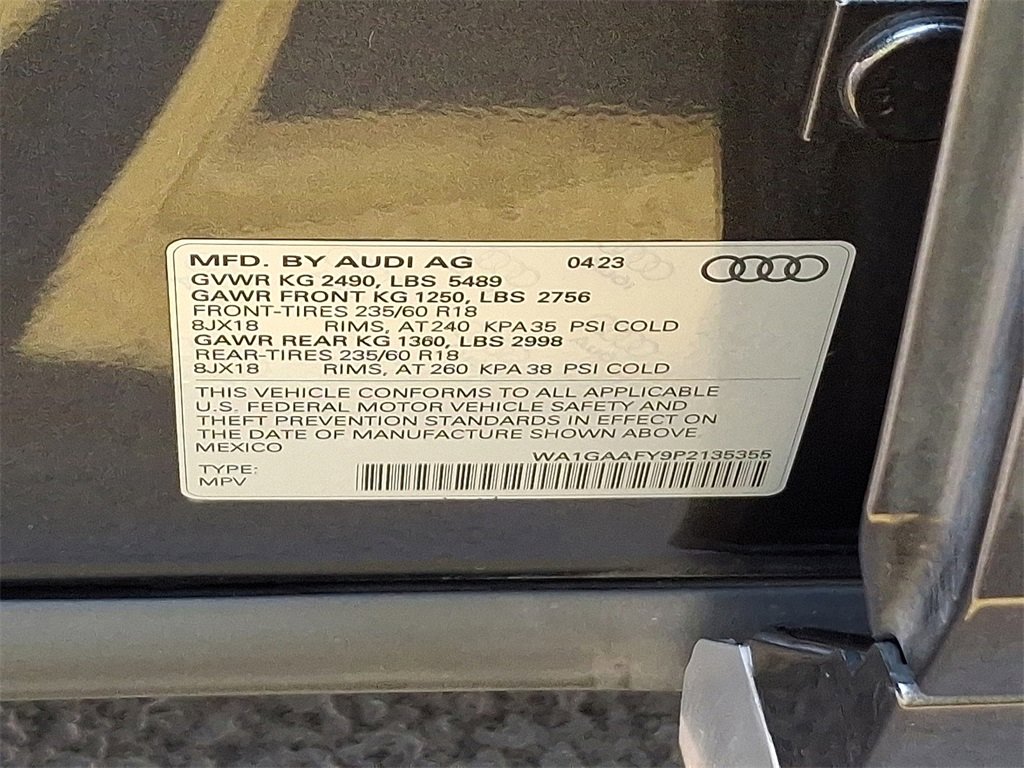 MFD. BY AUDI AG 04 23
GVWR KG 2490, LBS 5489
GAWR FRONT KG 1250, LBS 2756
FRONT-TIRES 235/60 R18
8JX18 RIMS, AT 240 KPA 35 PSI COLD
GAWR REAR KG 1360, LBS 2998
REAR-TIRES 235/60 R18
8JX18 RIMS, AT 260 KPA 38 PSI COLD
THIS VEHICLE CONFORMS TO ALL APPLICABLE
U.S. FEDERAL MOTOR VEHICLE SAFETY AND
THEFT PREVENTION STANDARDS IN EFFECT ON
THE DATE OF MANUFACTURE SHOWN ABOVE.
MEXICO
WA1GAAFY9P2135355
TYPE:
MPV